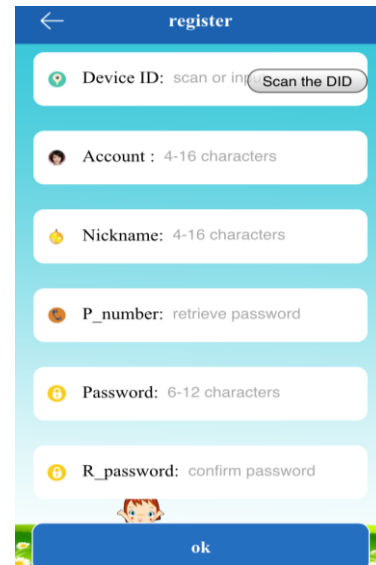 register
Device ID: scan or inpu Scan the DID
Account : 4-16 characters
Nickname: 4-16 characters
P_number: retrieve password
Password: 6-12 characters
R_password: confirm password
ok